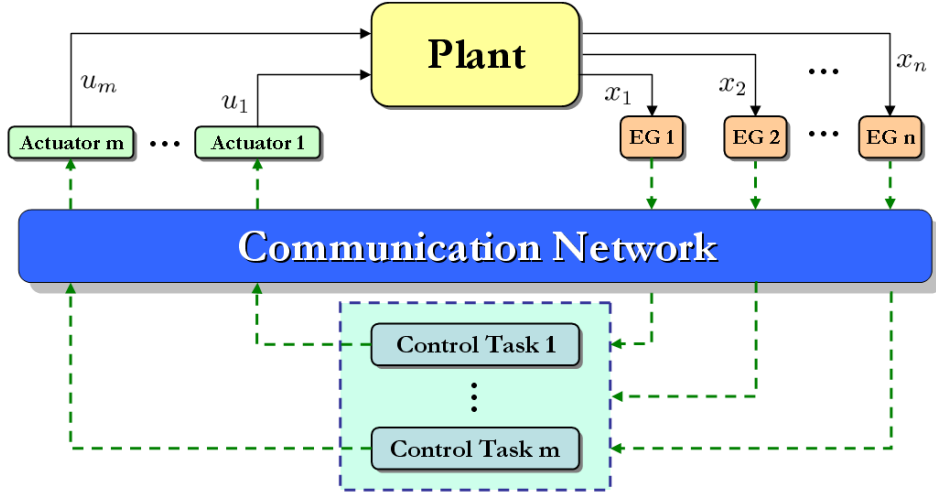 Plant
u_m
u_1
x_1
x_2
...
x_n
Actuator m
...
Actuator 1
EG 1
EG 2
...
EG n
Communication Network
Control Task 1
⋮
Control Task m